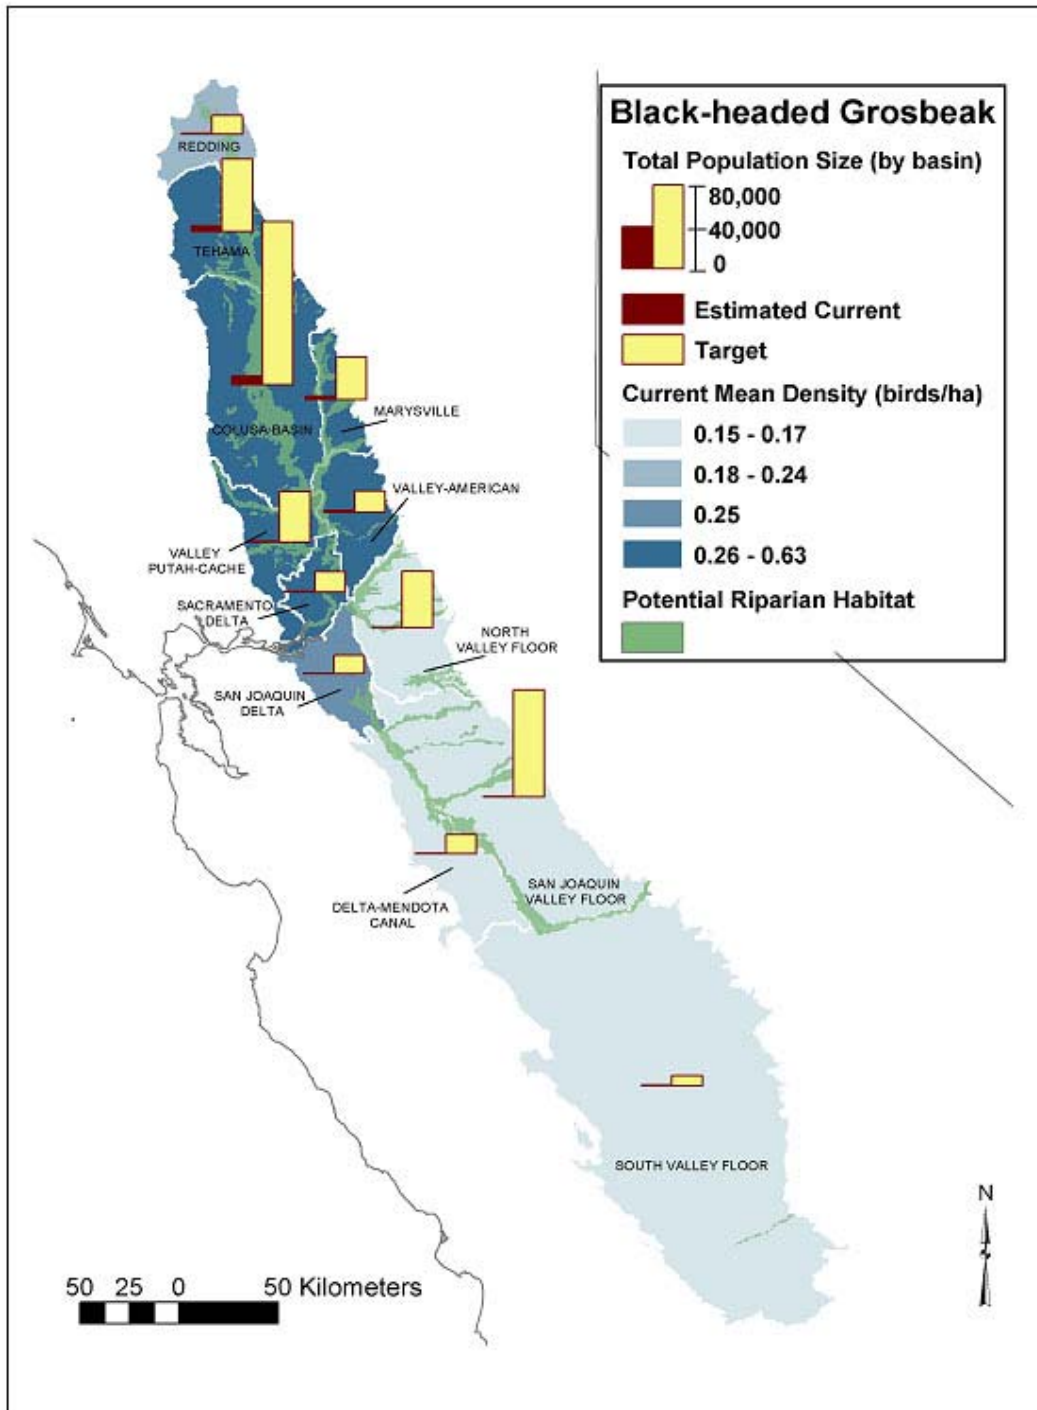 Black-headed Grosbeak
Total Population Size (by basin)
80,000
40,000
0
Estimated Current
Target
Current Mean Density (birds/ha)
0.15 - 0.17
0.18 - 0.24
0.25
0.26 - 0.63
Potential Riparian Habitat
REDDING
TEHAMA
COLUSA-BASIN
MARYSVILLE
VALLEY-AMERICAN
VALLEY
PUTAH-CACHE
SACRAMENTO
DELTA
NORTH
VALLEY FLOOR
SAN JOAQUIN
DELTA
SAN JOAQUIN
VALLEY FLOOR
DELTA-MENDOTA
CANAL
SOUTH VALLEY FLOOR
N
50 25 0 50 Kilometers